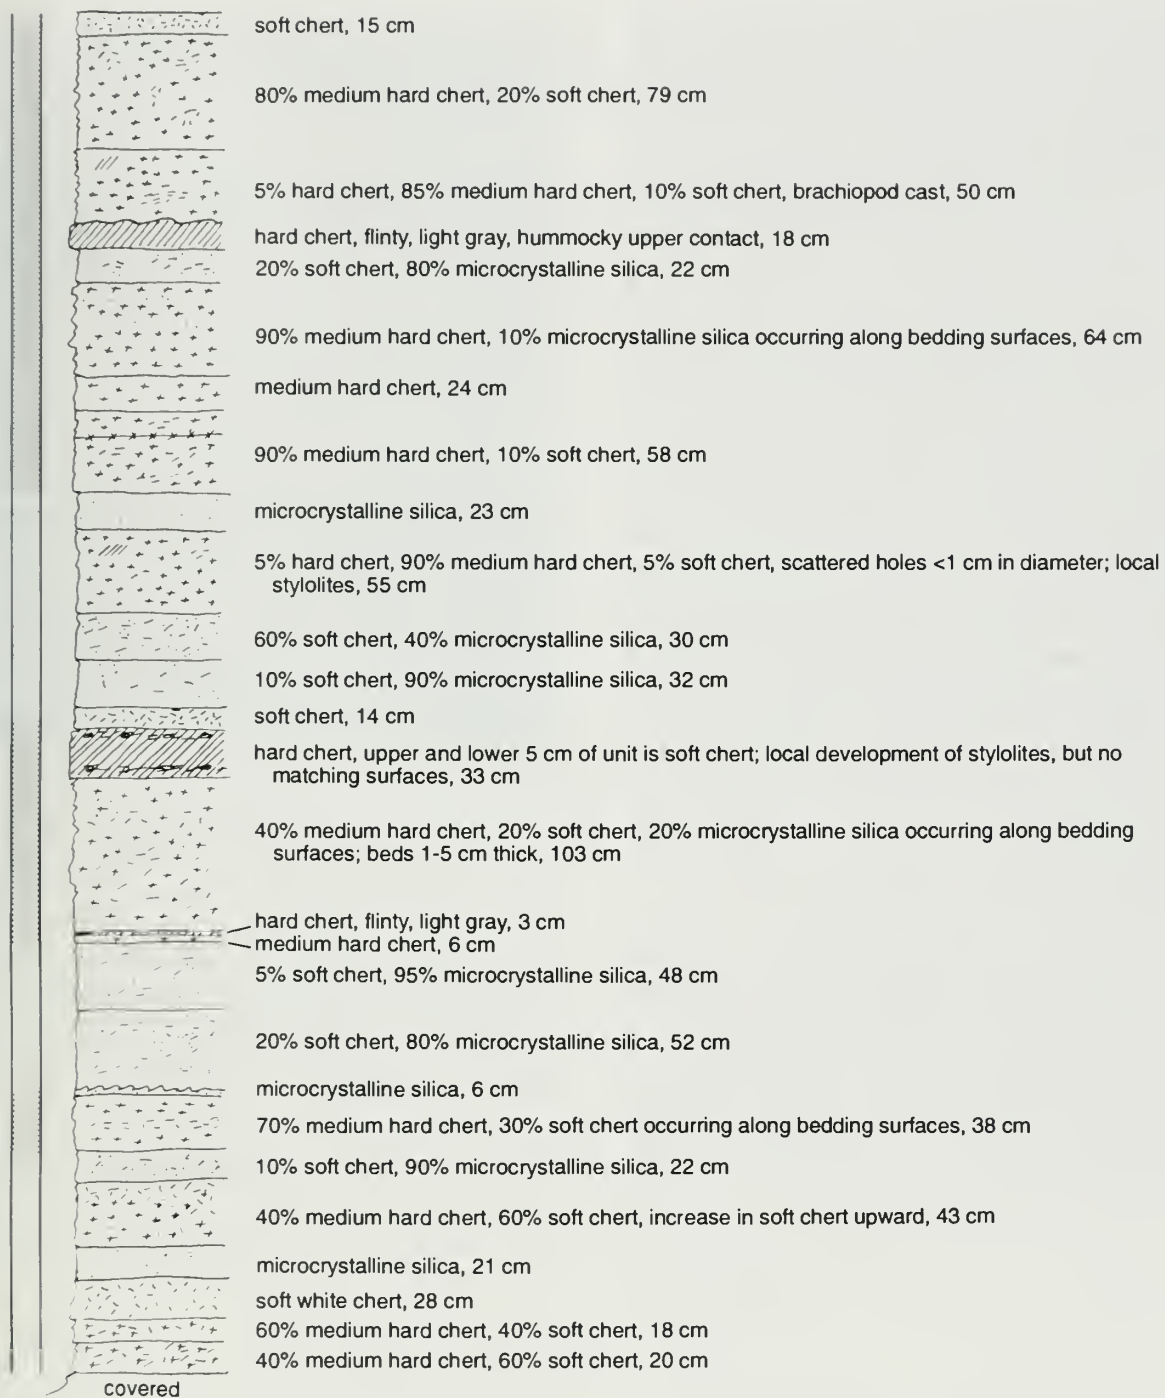 soft chert, 15 cm
80% medium hard chert, 20% soft chert, 79 cm
5% hard chert, 85% medium hard chert, 10% soft chert, brachiopod cast, 50 cm
hard chert, flinty, light gray, hummocky upper contact, 18 cm
20% soft chert, 80% microcrystalline silica, 22 cm
90% medium hard chert, 10% microcrystalline silica occurring along bedding surfaces, 64 cm
medium hard chert, 24 cm
90% medium hard chert, 10% soft chert, 58 cm
microcrystalline silica, 23 cm
5% hard chert, 90% medium hard chert, 5% soft chert, scattered holes <1 cm in diameter; local
stylolites, 55 cm
60% soft chert, 40% microcrystalline silica, 30 cm
10% soft chert, 90% microcrystalline silica, 32 cm
soft chert, 14 cm
hard chert, upper and lower 5 cm of unit is soft chert; local development of stylolites, but no
matching surfaces, 33 cm
40% medium hard chert, 20% soft chert, 20% microcrystalline silica occurring along bedding
surfaces; beds 1-5 cm thick, 103 cm
hard chert, flinty, light gray, 3 cm
medium hard chert, 6 cm
5% soft chert, 95% microcrystalline silica, 48 cm
20% soft chert, 80% microcrystalline silica, 52 cm
microcrystalline silica, 6 cm
70% medium hard chert, 30% soft chert occurring along bedding surfaces, 38 cm
10% soft chert, 90% microcrystalline silica, 22 cm
40% medium hard chert, 60% soft chert, increase in soft chert upward, 43 cm
microcrystalline silica, 21 cm
soft white chert, 28 cm
60% medium hard chert, 40% soft chert, 18 cm
40% medium hard chert, 60% soft chert, 20 cm
covered